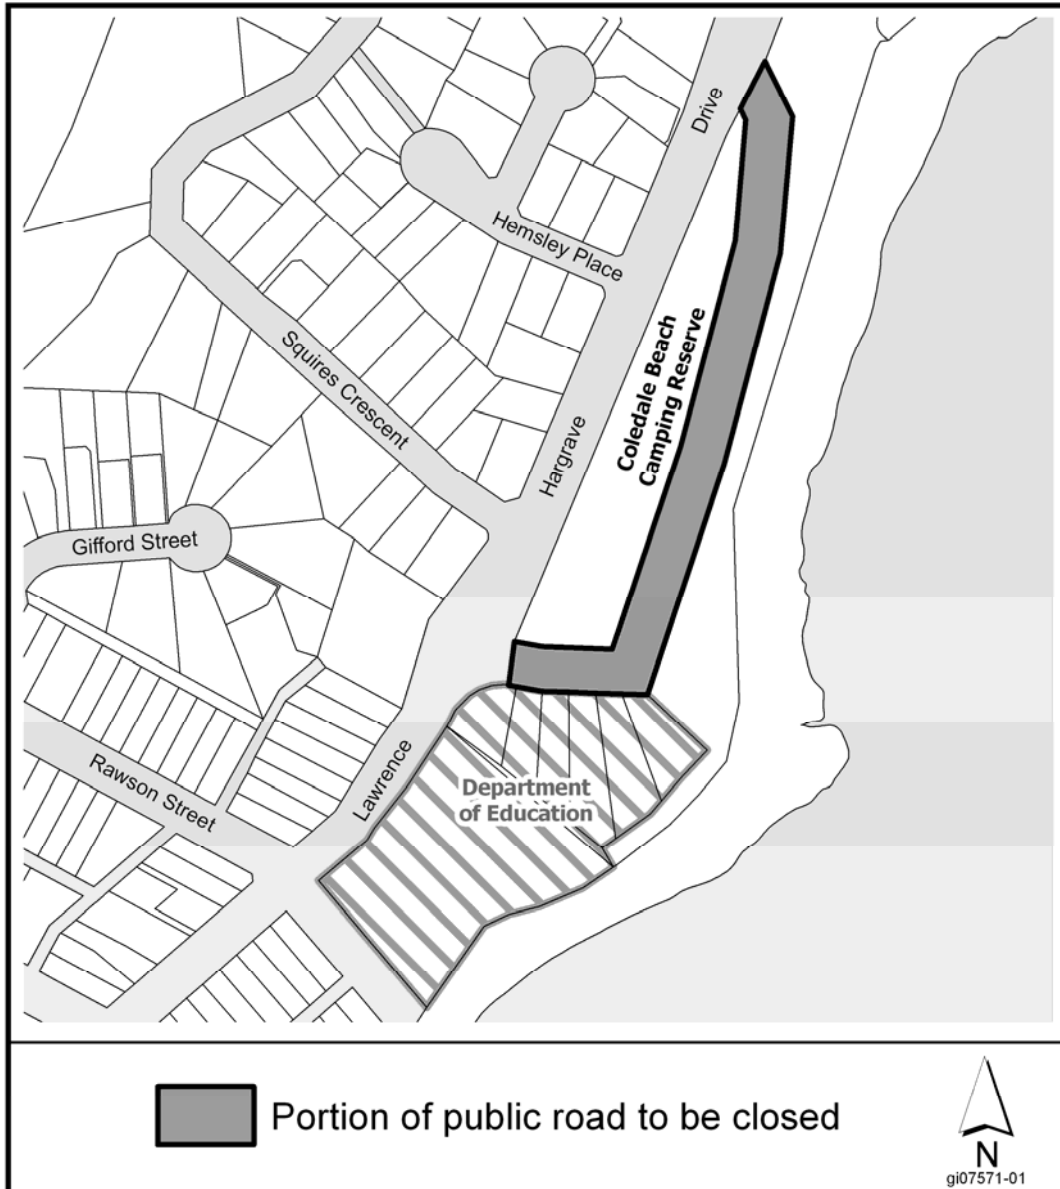 Drive
Hemsley Place
Coledale Beach
Camping Reserve
Squires Crescent
Hargrave
Gifford Street
Lawrence
Rawson Street
Department
of Education
Portion of public road to be closed
N
gi07571-01